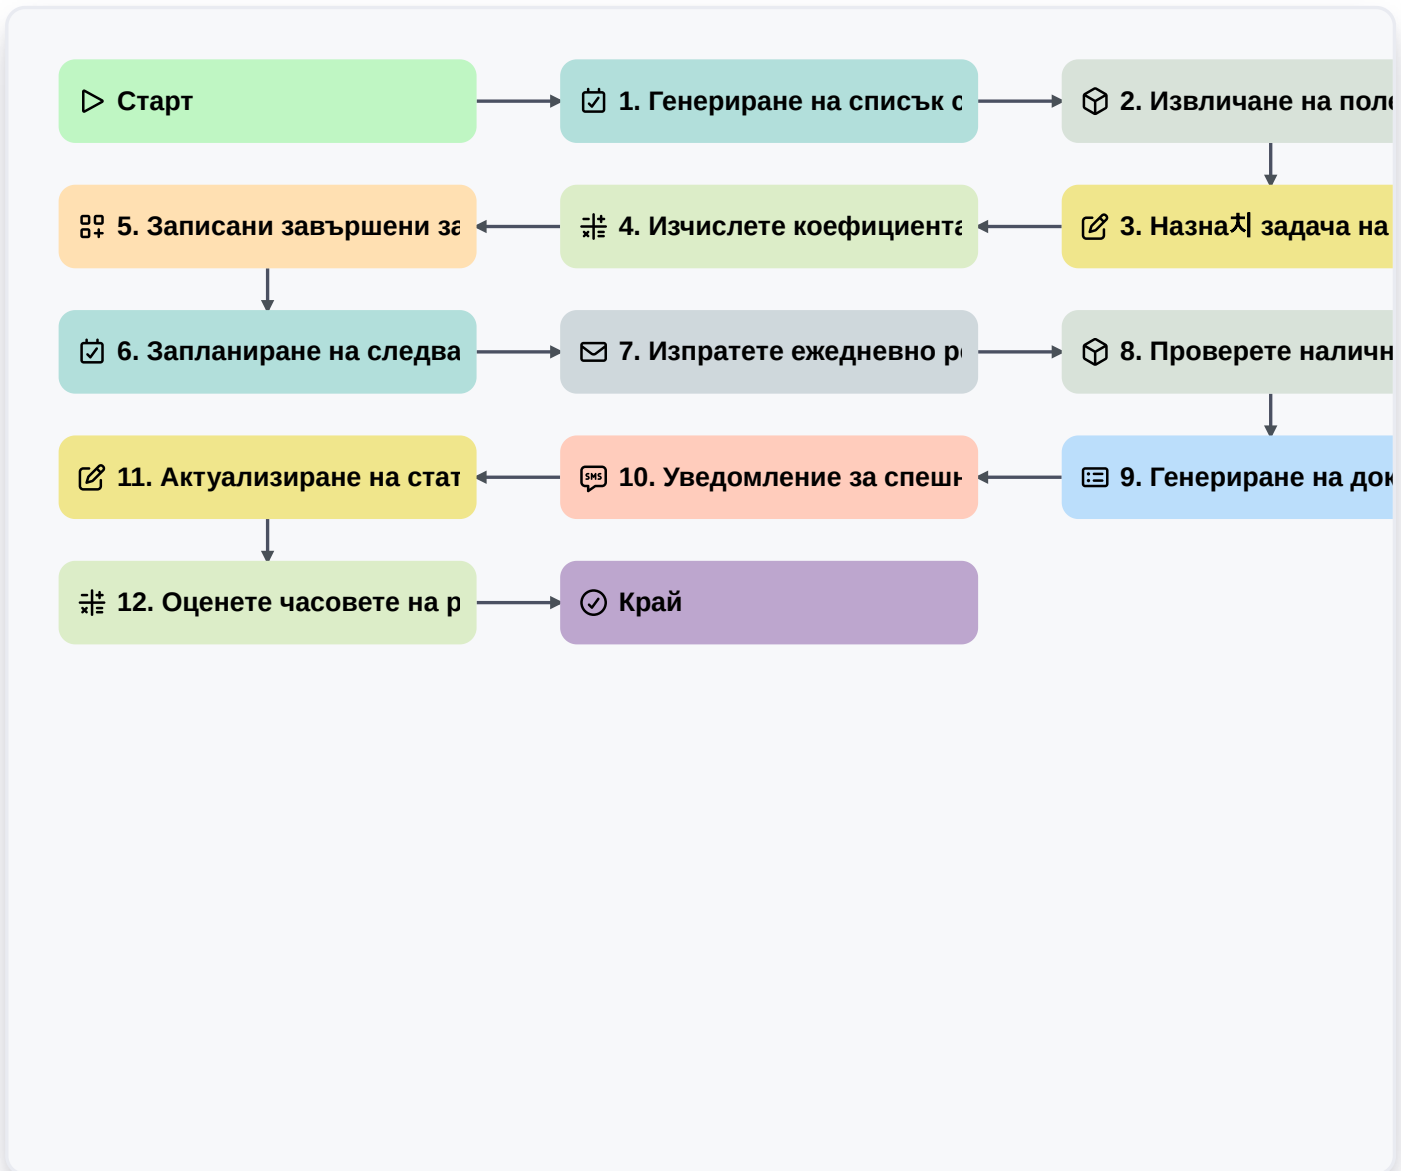 Старт
1. Генериране на списък с
2. Извличане на поле
5. Записани завършени за
4. Изчислете коефициента
3. Назна치 задача на
6. Запланиране на следва
7. Изпратете ежедневно р
8. Проверете наличн
11. Актуализиране на стат
SMS
10. Уведомление за спешн
9. Генериране на док
12. Оценете часовете на р
Край